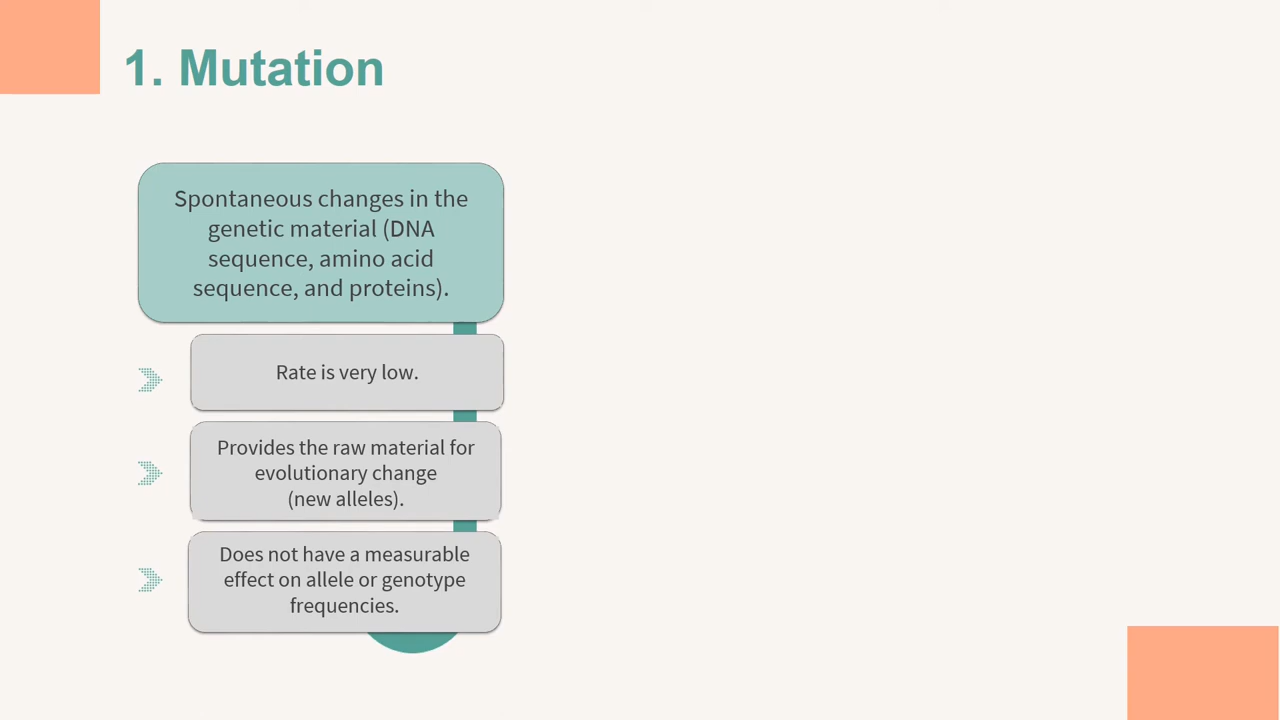 1. Mutation
Spontaneous changes in the
genetic material (DNA
sequence, amino acid
sequence, and proteins).
Rate is very low.
Provides the raw material for
evolutionary change
(new alleles).
Does not have a measurable
effect on allele or genotype
frequencies.